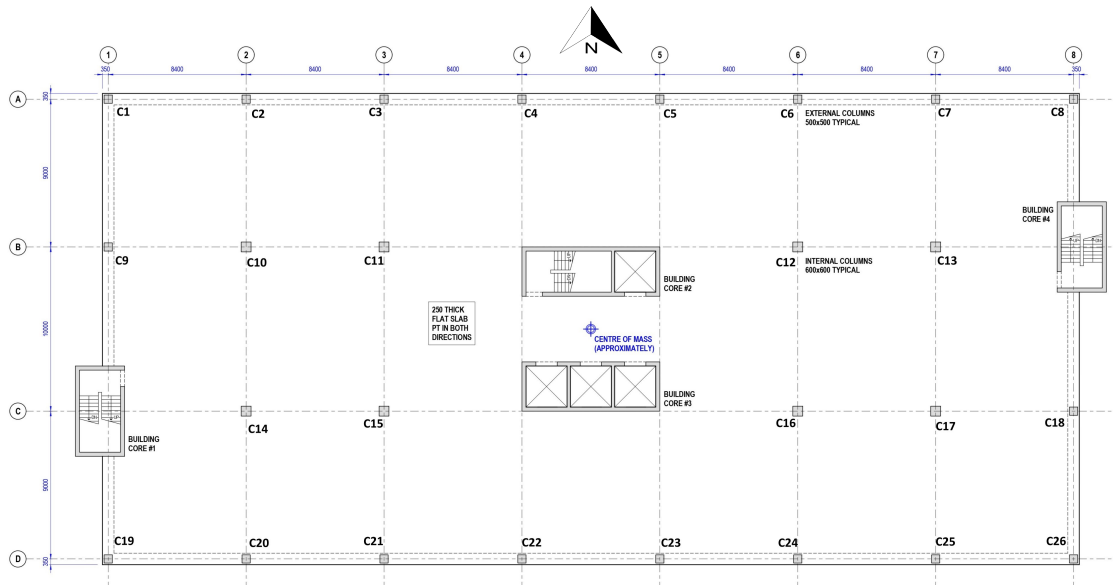 N
1
2
3
4
5
6
7
8
350
8400
8400
8400
8400
8400
8400
8400
350
A
350
C1
C2
C3
C4
C5
C6
EXTERNAL COLUMNS
500x500 TYPICAL
C7
C8
9000
BUILDING
CORE #4
B
C9
C10
C11
C12
INTERNAL COLUMNS
600x600 TYPICAL
C13
BUILDING
CORE #2
250 THICK
FLAT SLAB
PT IN BOTH
DIRECTIONS
10000
CENTRE OF MASS
(APPROXIMATELY)
BUILDING
CORE #3
C
C14
C15
C16
C17
C18
BUILDING
CORE #1
9000
C19
C20
C21
C22
C23
C24
C25
C26
D
350